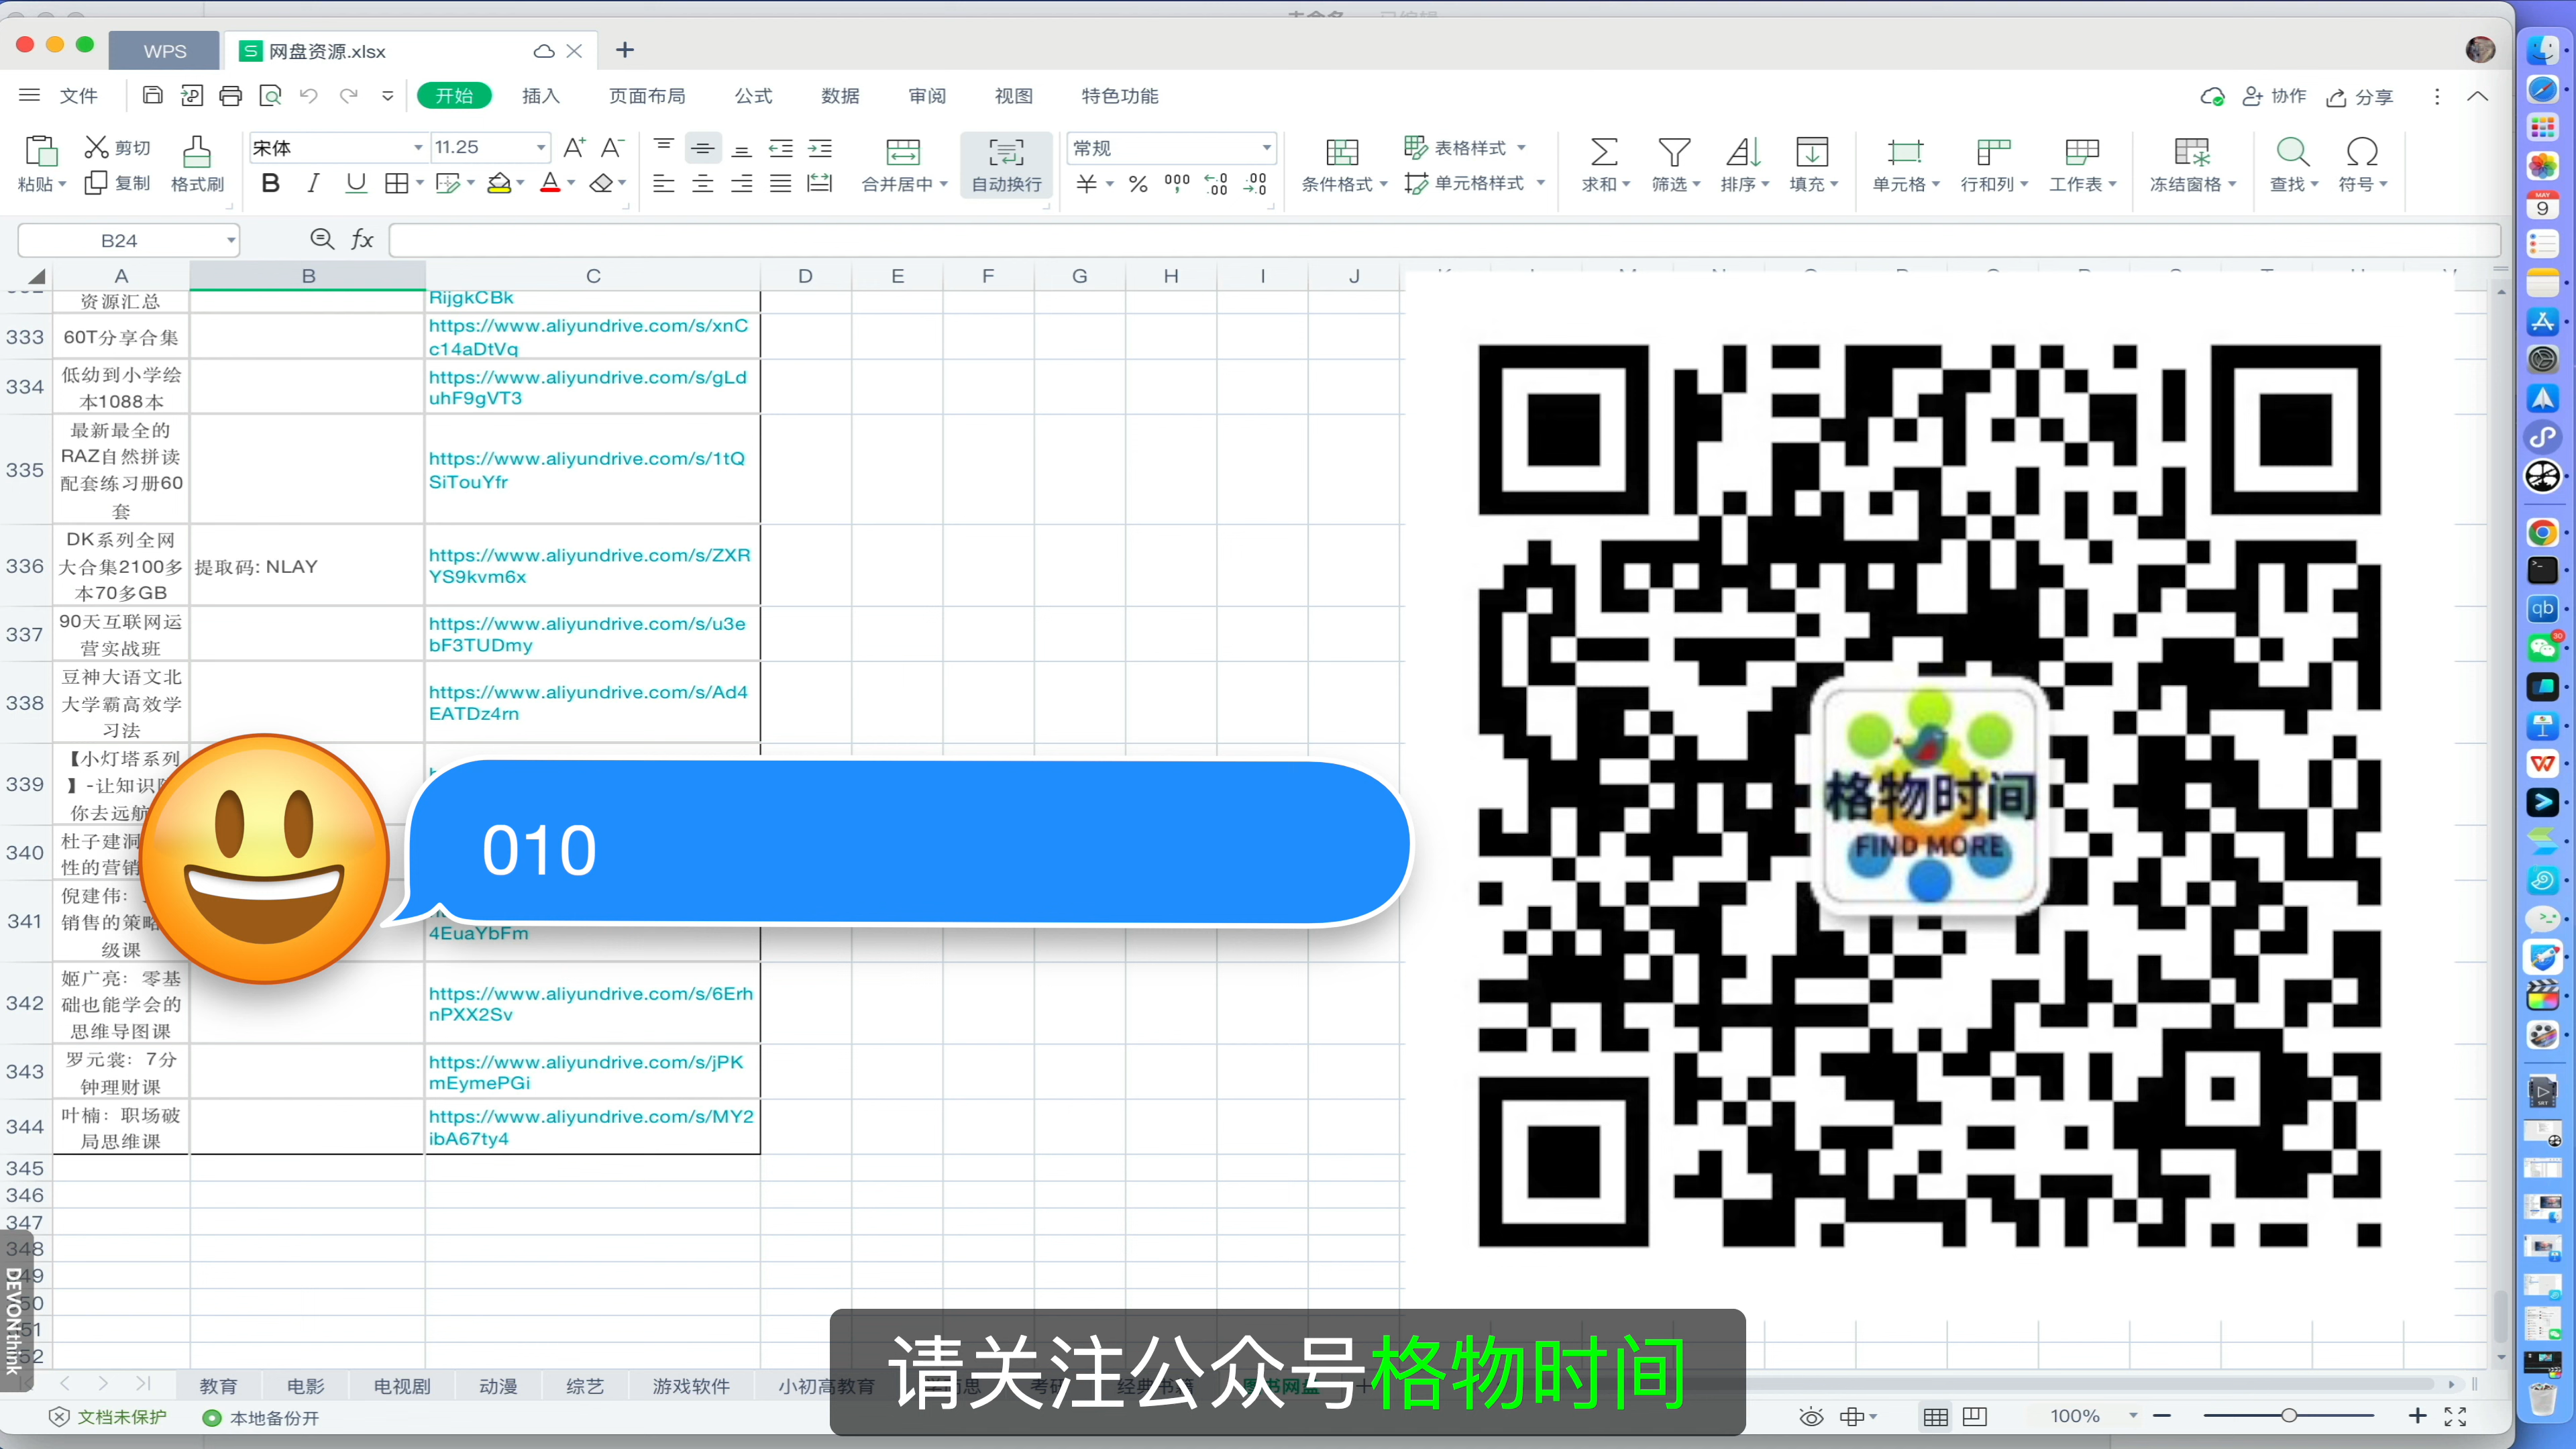 WPS
网盘资源.xlsx
文件
开始
插入
页面布局
公式
数据
审阅
视图
特色功能
协作
分享
粘贴
剪切
复制
格式刷
宋体
11.25
合并居中
自动换行
常规
条件格式
表格样式
单元格样式
求和
筛选
排序
填充
单元格
行和列
工作表
冻结窗格
查找
符号
B24
fx
A B C D E F G H I J
资源汇总
RijgkCBk
333
60T分享合集
https://www.aliyundrive.com/s/xnC
c14aDtVq
334
低幼到小学绘
本1088本
https://www.aliyundrive.com/s/gLd
uhF9gVT3
335
最新最全的
RAZ自然拼读
配套练习册60
套
https://www.aliyundrive.com/s/1tQ
SiTouYfr
336
DK系列全网
大合集2100多
本70多GB
提取码: NLAY
https://www.aliyundrive.com/s/ZXR
YS9kvm6x
337
90天互联网运
营实战班
https://www.aliyundrive.com/s/u3e
bF3TUDmy
338
豆神大语文北
大学霸高效学
习法
https://www.aliyundrive.com/s/Ad4
EATDz4rn
339
【小灯塔系列
】-让知识
你去远航
340
杜子建洞
性的营销
341
倪建伟：
销售的策略
级课
4EuaYbFm
342
姬广亮：零基
础也能学会的
思维导图课
https://www.aliyundrive.com/s/6Erh
nPXX2Sv
343
罗元裳：7分
钟理财课
https://www.aliyundrive.com/s/jPK
mEymePGi
344
叶楠：职场破
局思维课
https://www.aliyundrive.com/s/MY2
ibA67ty4
345
346
347
348
010
格物时间
FIND MORE
DEVONthink
请关注公众号格物时间
教育
电影
电视剧
动漫
综艺
游戏软件
小初高教育
文档未保护
本地备份开
100%
MAY
9
qb
30